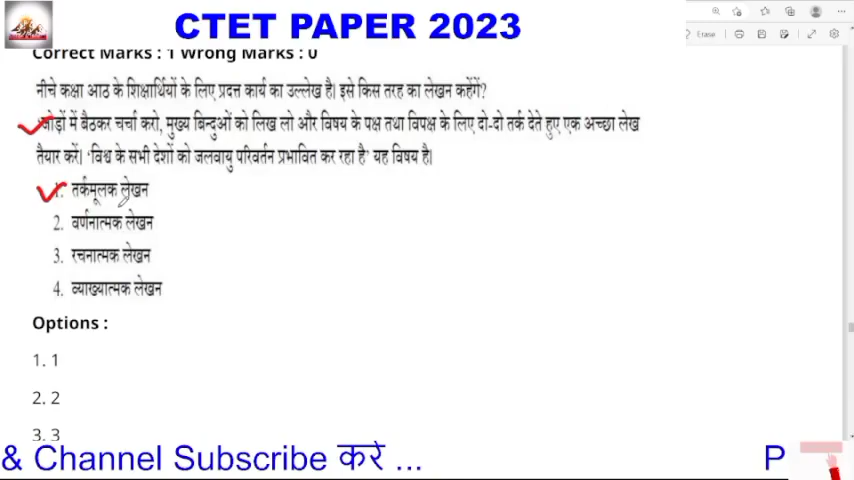 CTET PAPER 2023
Erase
Correct Marks : 1 Wrong Marks : 0
नीचे कक्षा आठ के शिक्षार्थियों के लिए प्रदत्त कार्य का उल्लेख है। इसे किस तरह का लेखन कहेंगें?
'जोड़ों में बैठकर चर्चा करो, मुख्य बिन्दुओं को लिख लो और विषय के पक्ष तथा विपक्ष के लिए दो-दो तर्क देते हुए एक अच्छा लेख
तैयार करें। 'विश्व के सभी देशों को जलवायु परिवर्तन प्रभावित कर रहा है' यह विषय है।
1. तर्कमूलक लेखन
2. वर्णनात्मक लेखन
3. रचनात्मक लेखन
4. व्याख्यात्मक लेखन
Options :
1. 1
2. 2
3. 3
& Channel Subscribe करे ... P